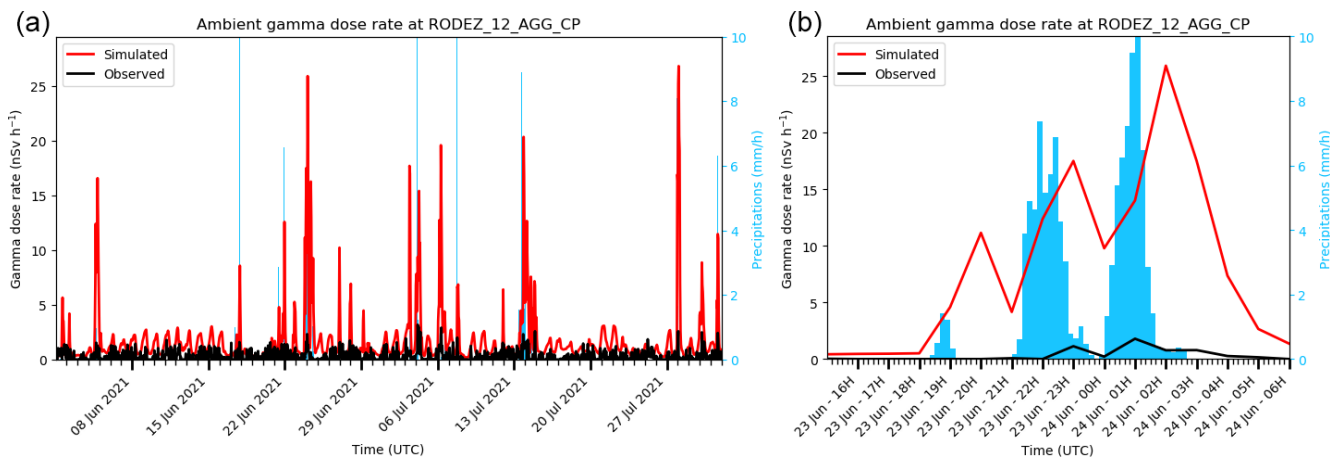 (a)
Ambient gamma dose rate at RODEZ_12_AGG_CP
Simulated
Observed
Gamma dose rate (nSv h⁻¹)
25
20
15
10
5
0
10
8
6
4
2
0
Precipitations (mm/h)
08 Jun 2021
15 Jun 2021
22 Jun 2021
29 Jun 2021
06 Jul 2021
13 Jul 2021
20 Jul 2021
27 Jul 2021
Time (UTC)
(b)
Ambient gamma dose rate at RODEZ_12_AGG_CP
Simulated
Observed
Gamma dose rate (nSv h⁻¹)
25
20
15
10
5
0
10
8
6
4
2
0
Precipitations (mm/h)
23 Jun - 16H
23 Jun - 17H
23 Jun - 18H
23 Jun - 19H
23 Jun - 20H
23 Jun - 21H
23 Jun - 22H
23 Jun - 23H
24 Jun - 00H
24 Jun - 01H
24 Jun - 02H
24 Jun - 03H
24 Jun - 04H
24 Jun - 05H
24 Jun - 06H
Time (UTC)